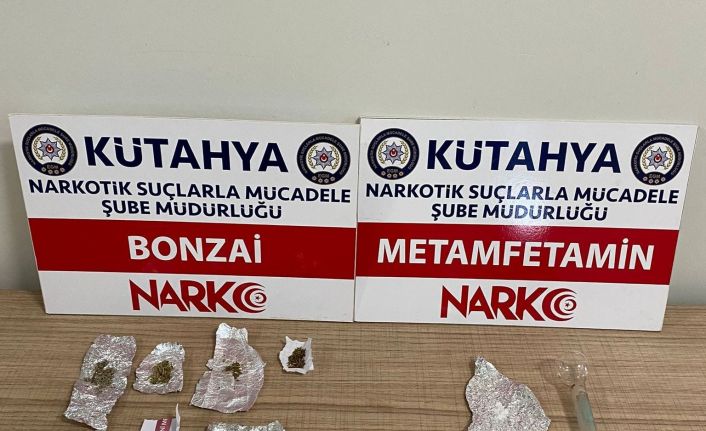 KÜTAHYA
NARKOTİK SUÇLARLA MÜCADELE
ŞUBE MÜDÜRLÜĞÜ
BONZAİ
NARKO
KÜTAHYA
NARKOTİK SUÇLARLA MÜCADELE
ŞUBE MÜDÜRLÜĞÜ
METAMFETAMİN
NARKO